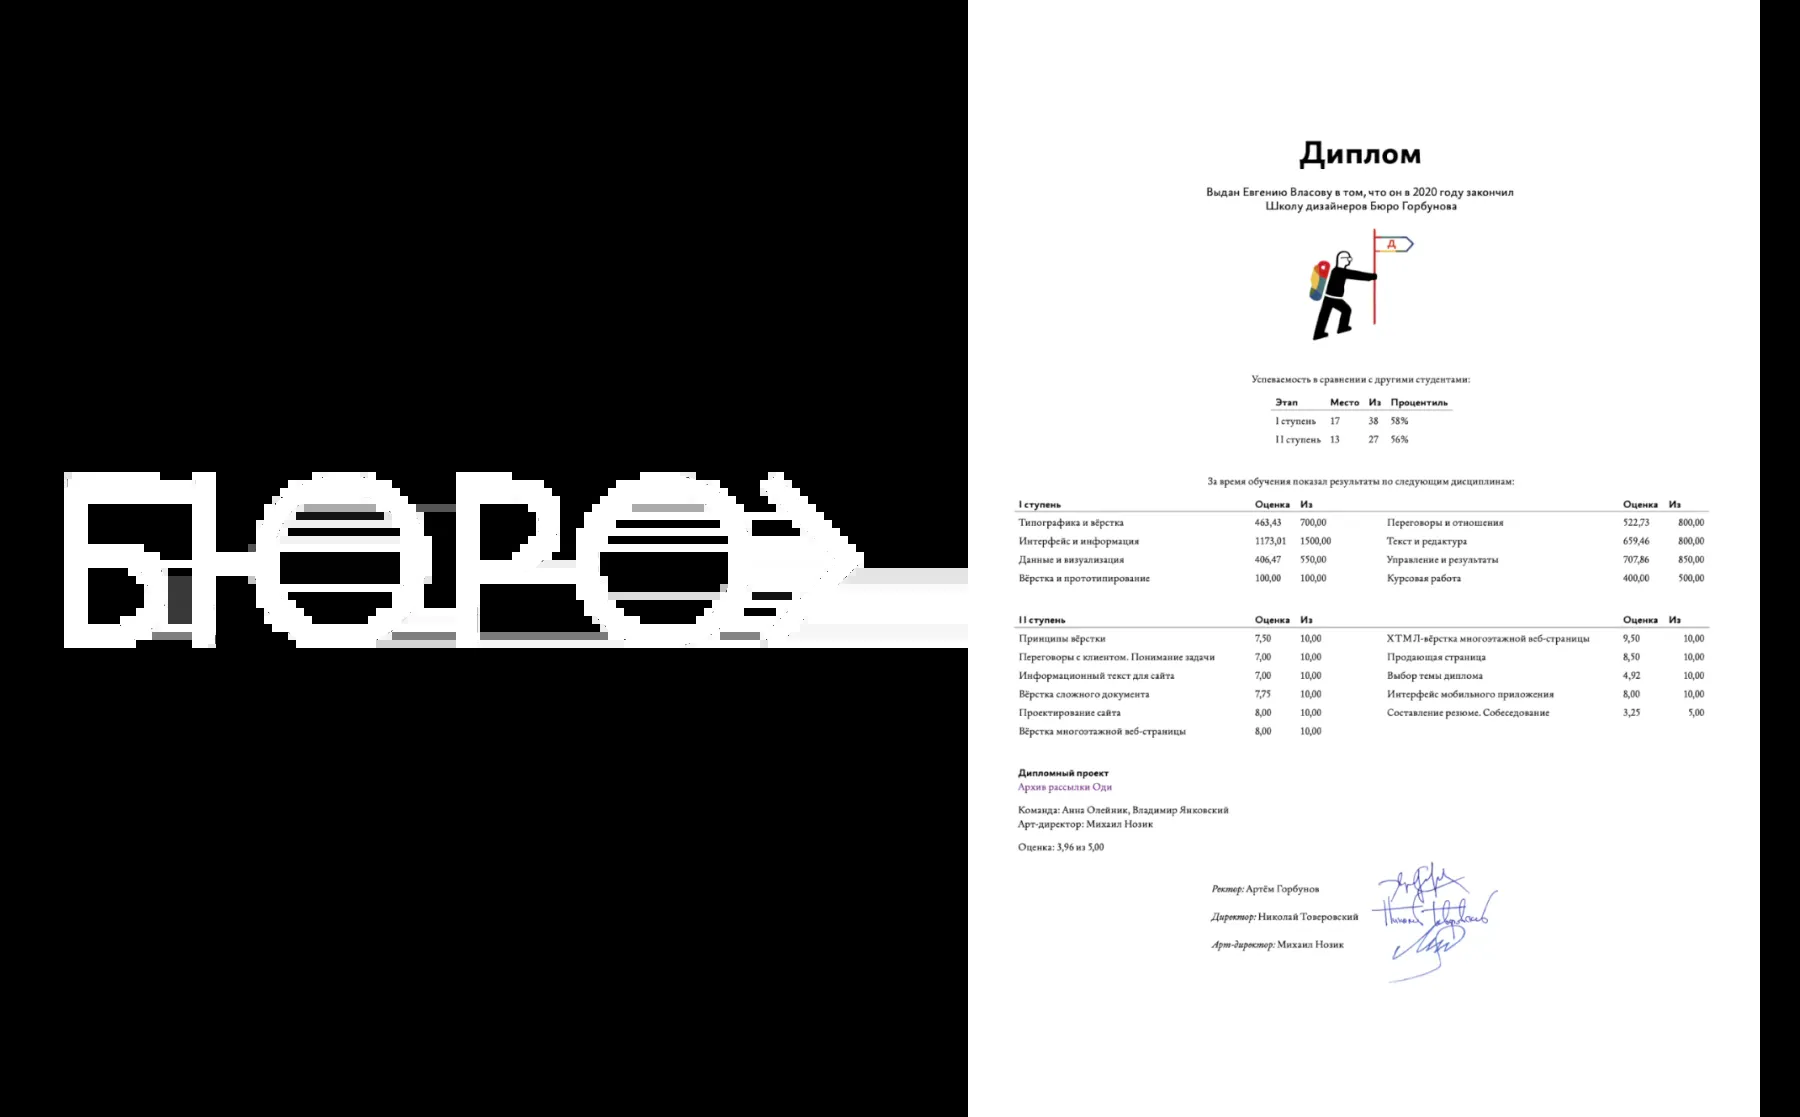 БЮРО
Диплом
Выдан Евгению Власову в том, что он в 2020 году закончил
Школу дизайнеров Бюро Горбунова
Д
Успеваемость в сравнении с другими студентами:
Этап Место Из Процентиль
I ступень 17 38 58%
II ступень 13 27 56%
За время обучения показал результаты по следующим дисциплинам:
I ступень Оценка Из Оценка Из
Типографика и вёрстка 463,43 700,00 Переговоры и отношения 522,73 800,00
Интерфейс и информация 1173,01 1500,00 Текст и редактура 659,46 800,00
Данные и визуализация 406,47 550,00 Управление и результаты 707,86 850,00
Вёрстка и прототипирование 100,00 100,00 Курсовая работа 400,00 500,00
II ступень Оценка Из Оценка Из
Принципы вёрстки 7,50 10,00 ХТМЛ-вёрстка многоэтажной веб-страницы 9,50 10,00
Переговоры с клиентом. Понимание задачи 7,00 10,00 Продающая страница 8,50 10,00
Информационный текст для сайта 7,00 10,00 Выбор темы диплома 4,92 10,00
Вёрстка сложного документа 7,75 10,00 Интерфейс мобильного приложения 8,00 10,00
Проектирование сайта 8,00 10,00 Составление резюме. Собеседование 3,25 5,00
Вёрстка многоэтажной веб-страницы 8,00 10,00
Дипломный проект
Архив рассылки Оди
Команда: Анна Олейник, Владимир Янковский
Арт-директор: Михаил Нозик
Оценка: 3,96 из 5,00
Ректор: Артём Горбунов
Директор: Николай Товеровский
Арт-директор: Михаил Нозик